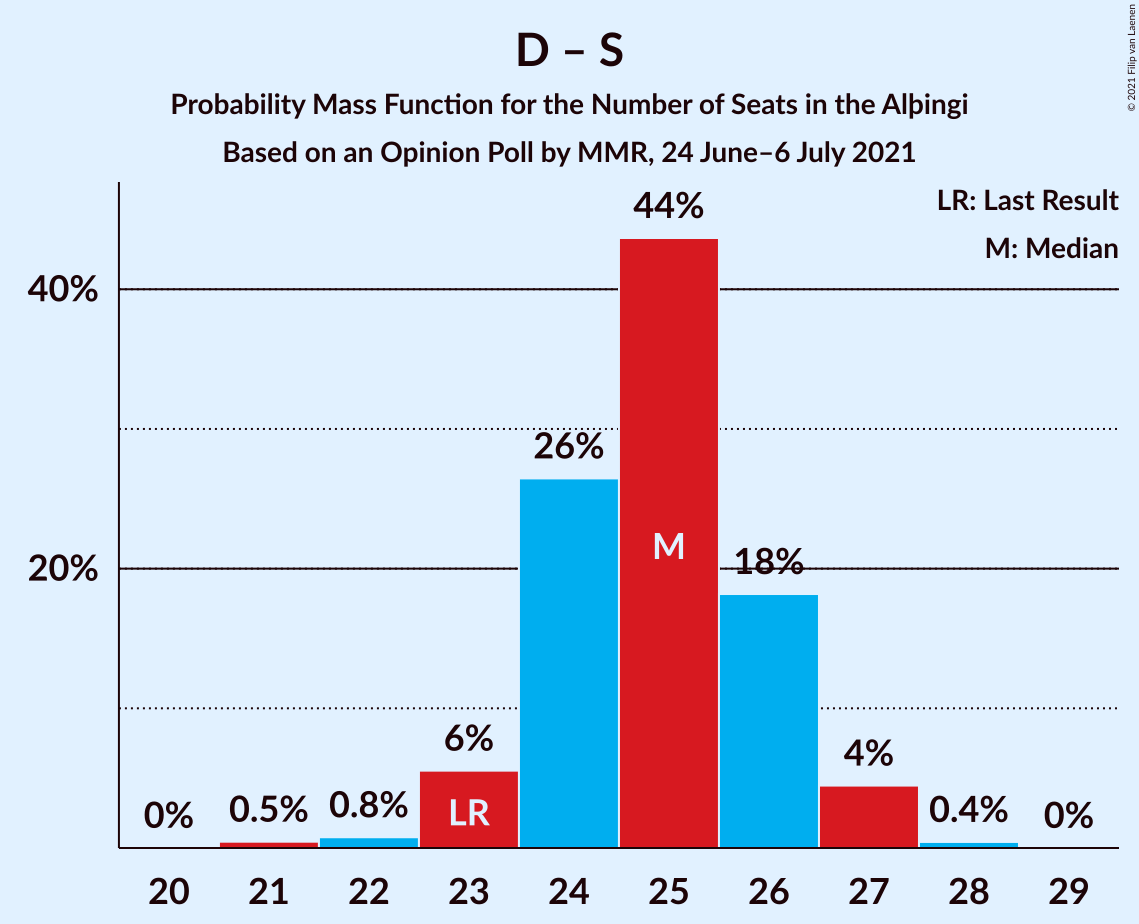 D – S
Probability Mass Function for the Number of Seats in the Alþingi
Based on an Opinion Poll by MMR, 24 June–6 July 2021
© 2021 Filip van Laenen
LR: Last Result
M: Median
44%
40%
26%
M
18%
20%
6%
4%
0%
0.5%
0.8%
LR
0.4%
0%
20 21 22 23 24 25 26 27 28 29